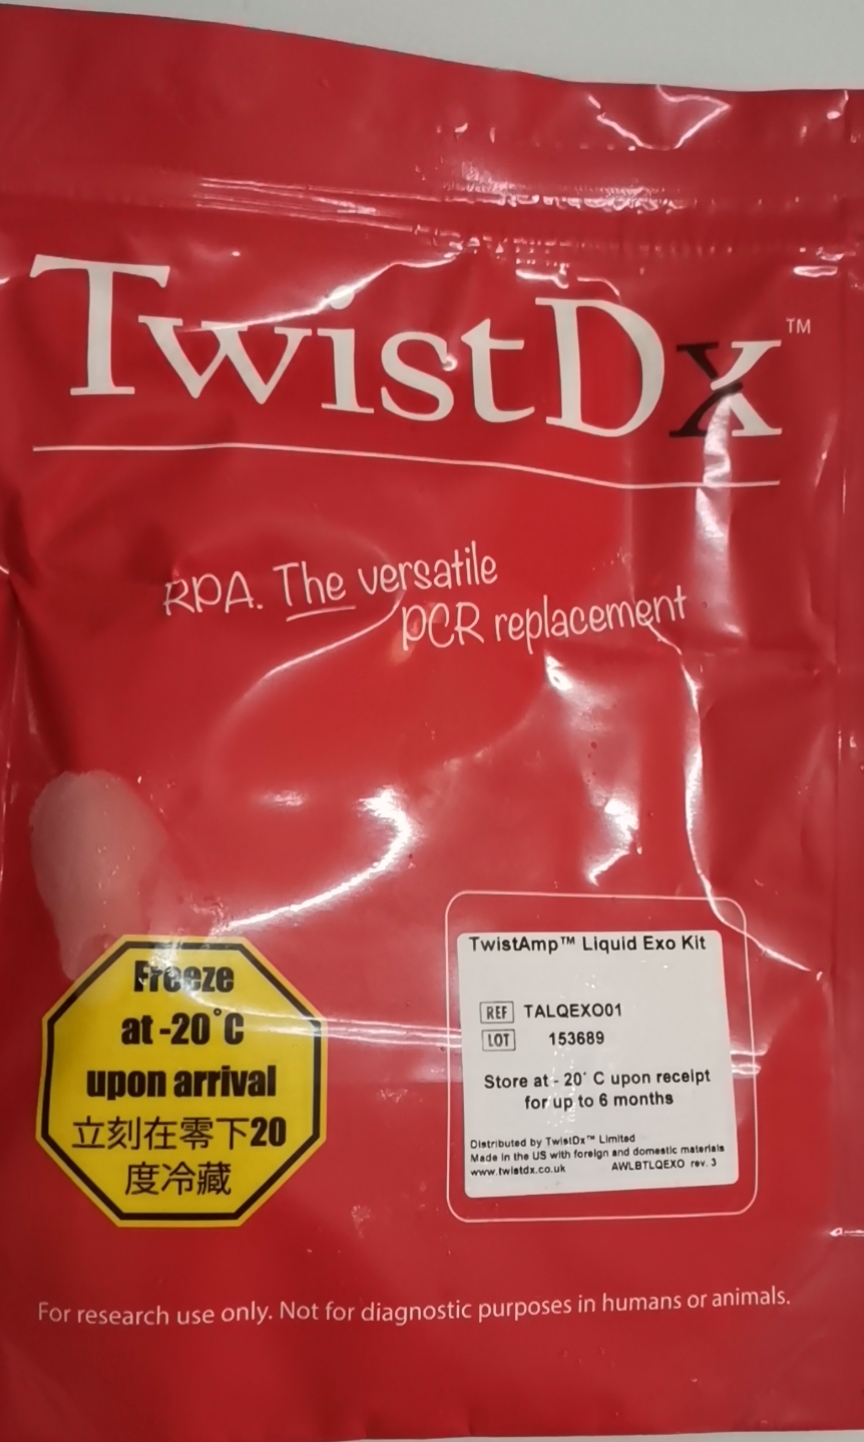 TwistDx™
RPA. The versatile
PCR replacement
Freeze
at -20°C
upon arrival
立刻在零下20
度冷藏
TwistAmp™ Liquid Exo Kit
REF TALQEXO01
LOT 153689
Store at - 20° C upon receipt
for up to 6 months
Distributed by TwistDx™ Limited
Made in the US with foreign and domestic materials
www.twistdx.co.uk AWLBTLQEXO rev. 3
For research use only. Not for diagnostic purposes in humans or animals.